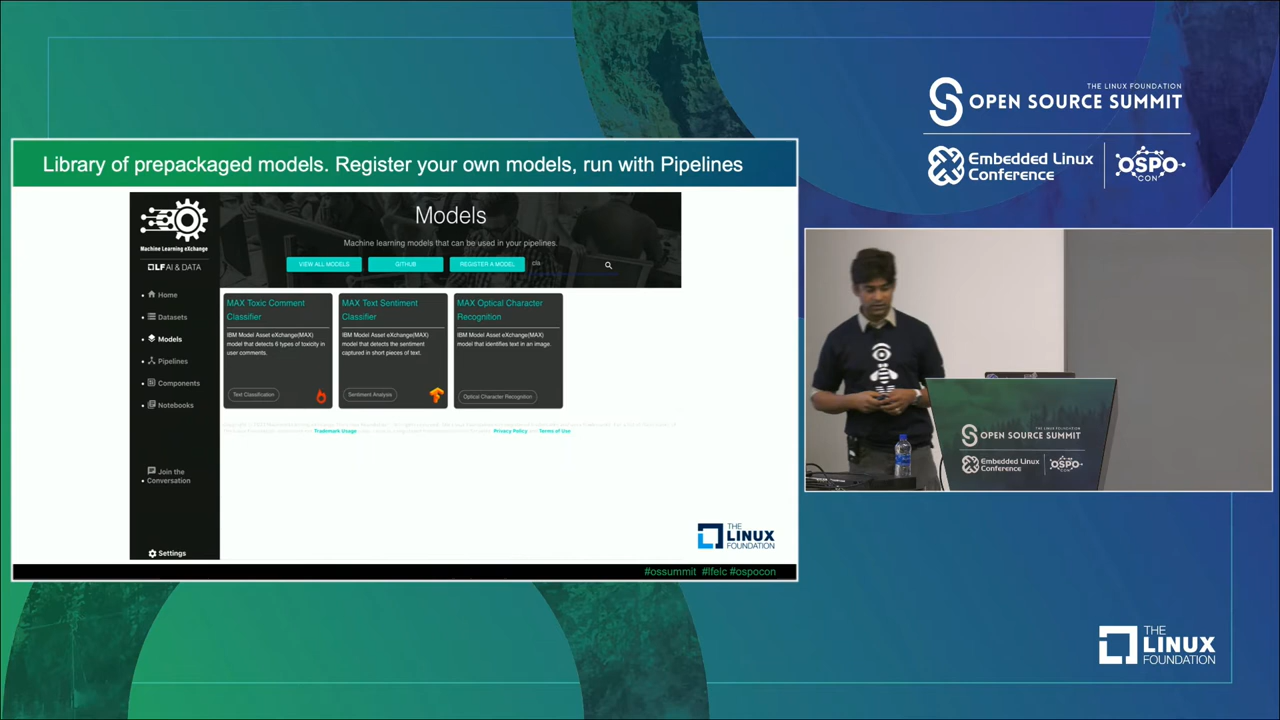 THE LINUX FOUNDATION
OPEN SOURCE SUMMIT
Embedded Linux
Conference
OSPO
CON
Library of prepackaged models. Register your own models, run with Pipelines
Machine Learning eXchange
LF AI & DATA
Home
Datasets
Models
Pipelines
Components
Notebooks
Join the
Conversation
Settings
Models
Machine learning models that can be used in your pipelines.
VIEW ALL MODELS
GITHUB
REGISTER A MODEL
cla
MAX Toxic Comment
Classifier
IBM Model Asset eXchange(MAX)
model that detects 6 types of toxicity in
user comments.
Text Classification
MAX Text Sentiment
Classifier
IBM Model Asset eXchange(MAX)
model that detects the sentiment
captured in short pieces of text.
Sentiment Analysis
MAX Optical Character
Recognition
IBM Model Asset eXchange(MAX)
model that identifies text in an image.
Optical Character Recognition
Trademark Usage
Privacy Policy
Terms of Use
THE
LINUX
FOUNDATION
#ossummit #lfelc #ospocon
THE LINUX FOUNDATION
OPEN SOURCE SUMMIT
Embedded Linux
Conference
OSPO
CON
THE
LINUX
FOUNDATION